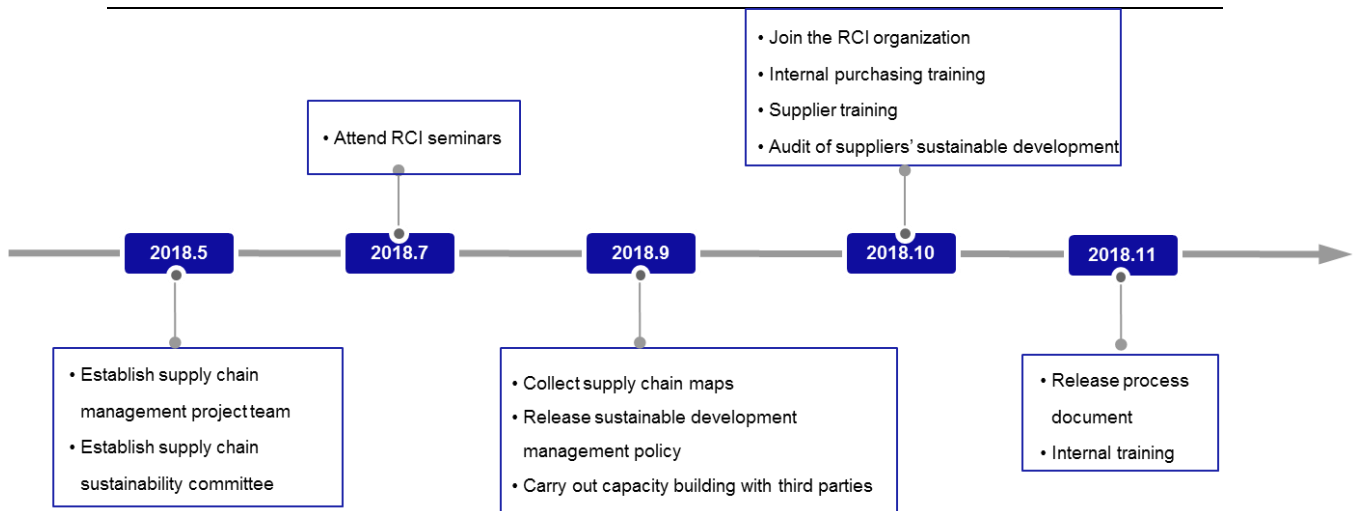 • Join the RCI organization
• Internal purchasing training
• Supplier training
• Audit of suppliers’ sustainable development
• Attend RCI seminars
2018.5
2018.7
2018.9
2018.10
2018.11
• Establish supply chain
management project team
• Establish supply chain
sustainability committee
• Collect supply chain maps
• Release sustainable development
management policy
• Carry out capacity building with third parties
• Release process
document
• Internal training